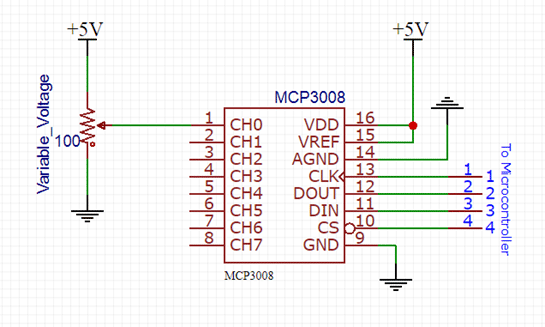 +5V
+5V
Variable_Voltage
100
MCP3008
1 CH0 VDD 16
2 CH1 VREF 15
3 CH2 AGND 14
4 CH3 CLK 13 1 1
5 CH4 DOUT 12 2 2
6 CH5 DIN 11 3 3
7 CH6 CS 10 4 4
8 CH7 GND 9
To Microcontroller
MCP3008